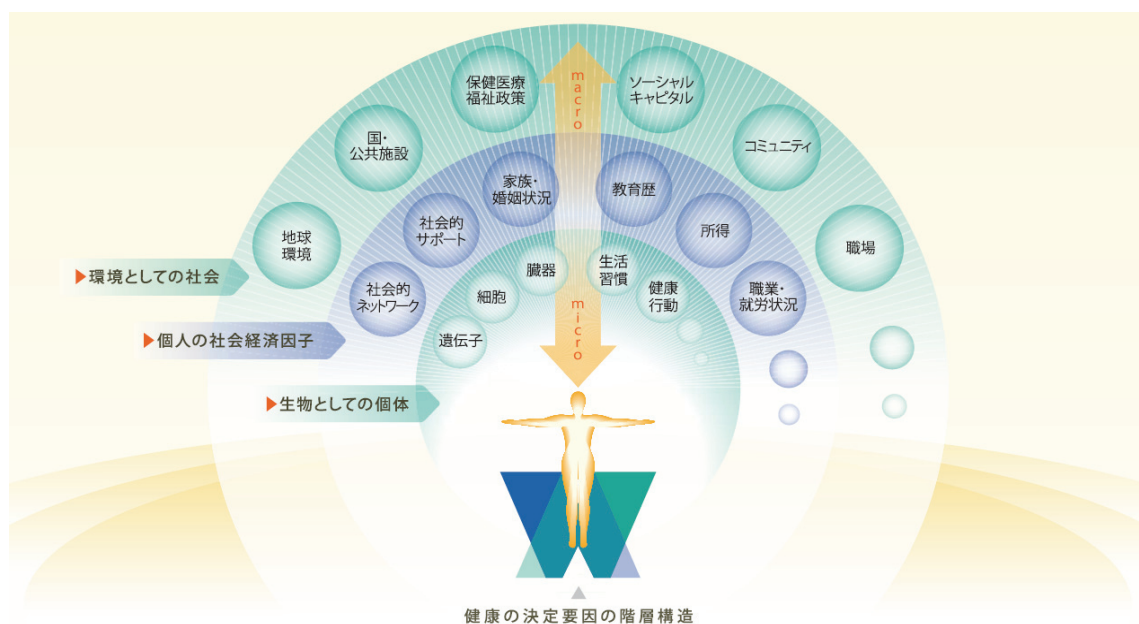 macro
保健医療
福祉政策
ソーシャル
キャピタル
国・
公共施設
コミュニティ
地球
環境
職場
家族・
婚姻状況
教育歴
社会的
サポート
所得
社会的
ネットワーク
職業・
就労状況
臓器
生活
習慣
細胞
健康
行動
遺伝子
micro
▶環境としての社会
▶個人の社会経済因子
▶生物としての個体
健康の決定要因の階層構造